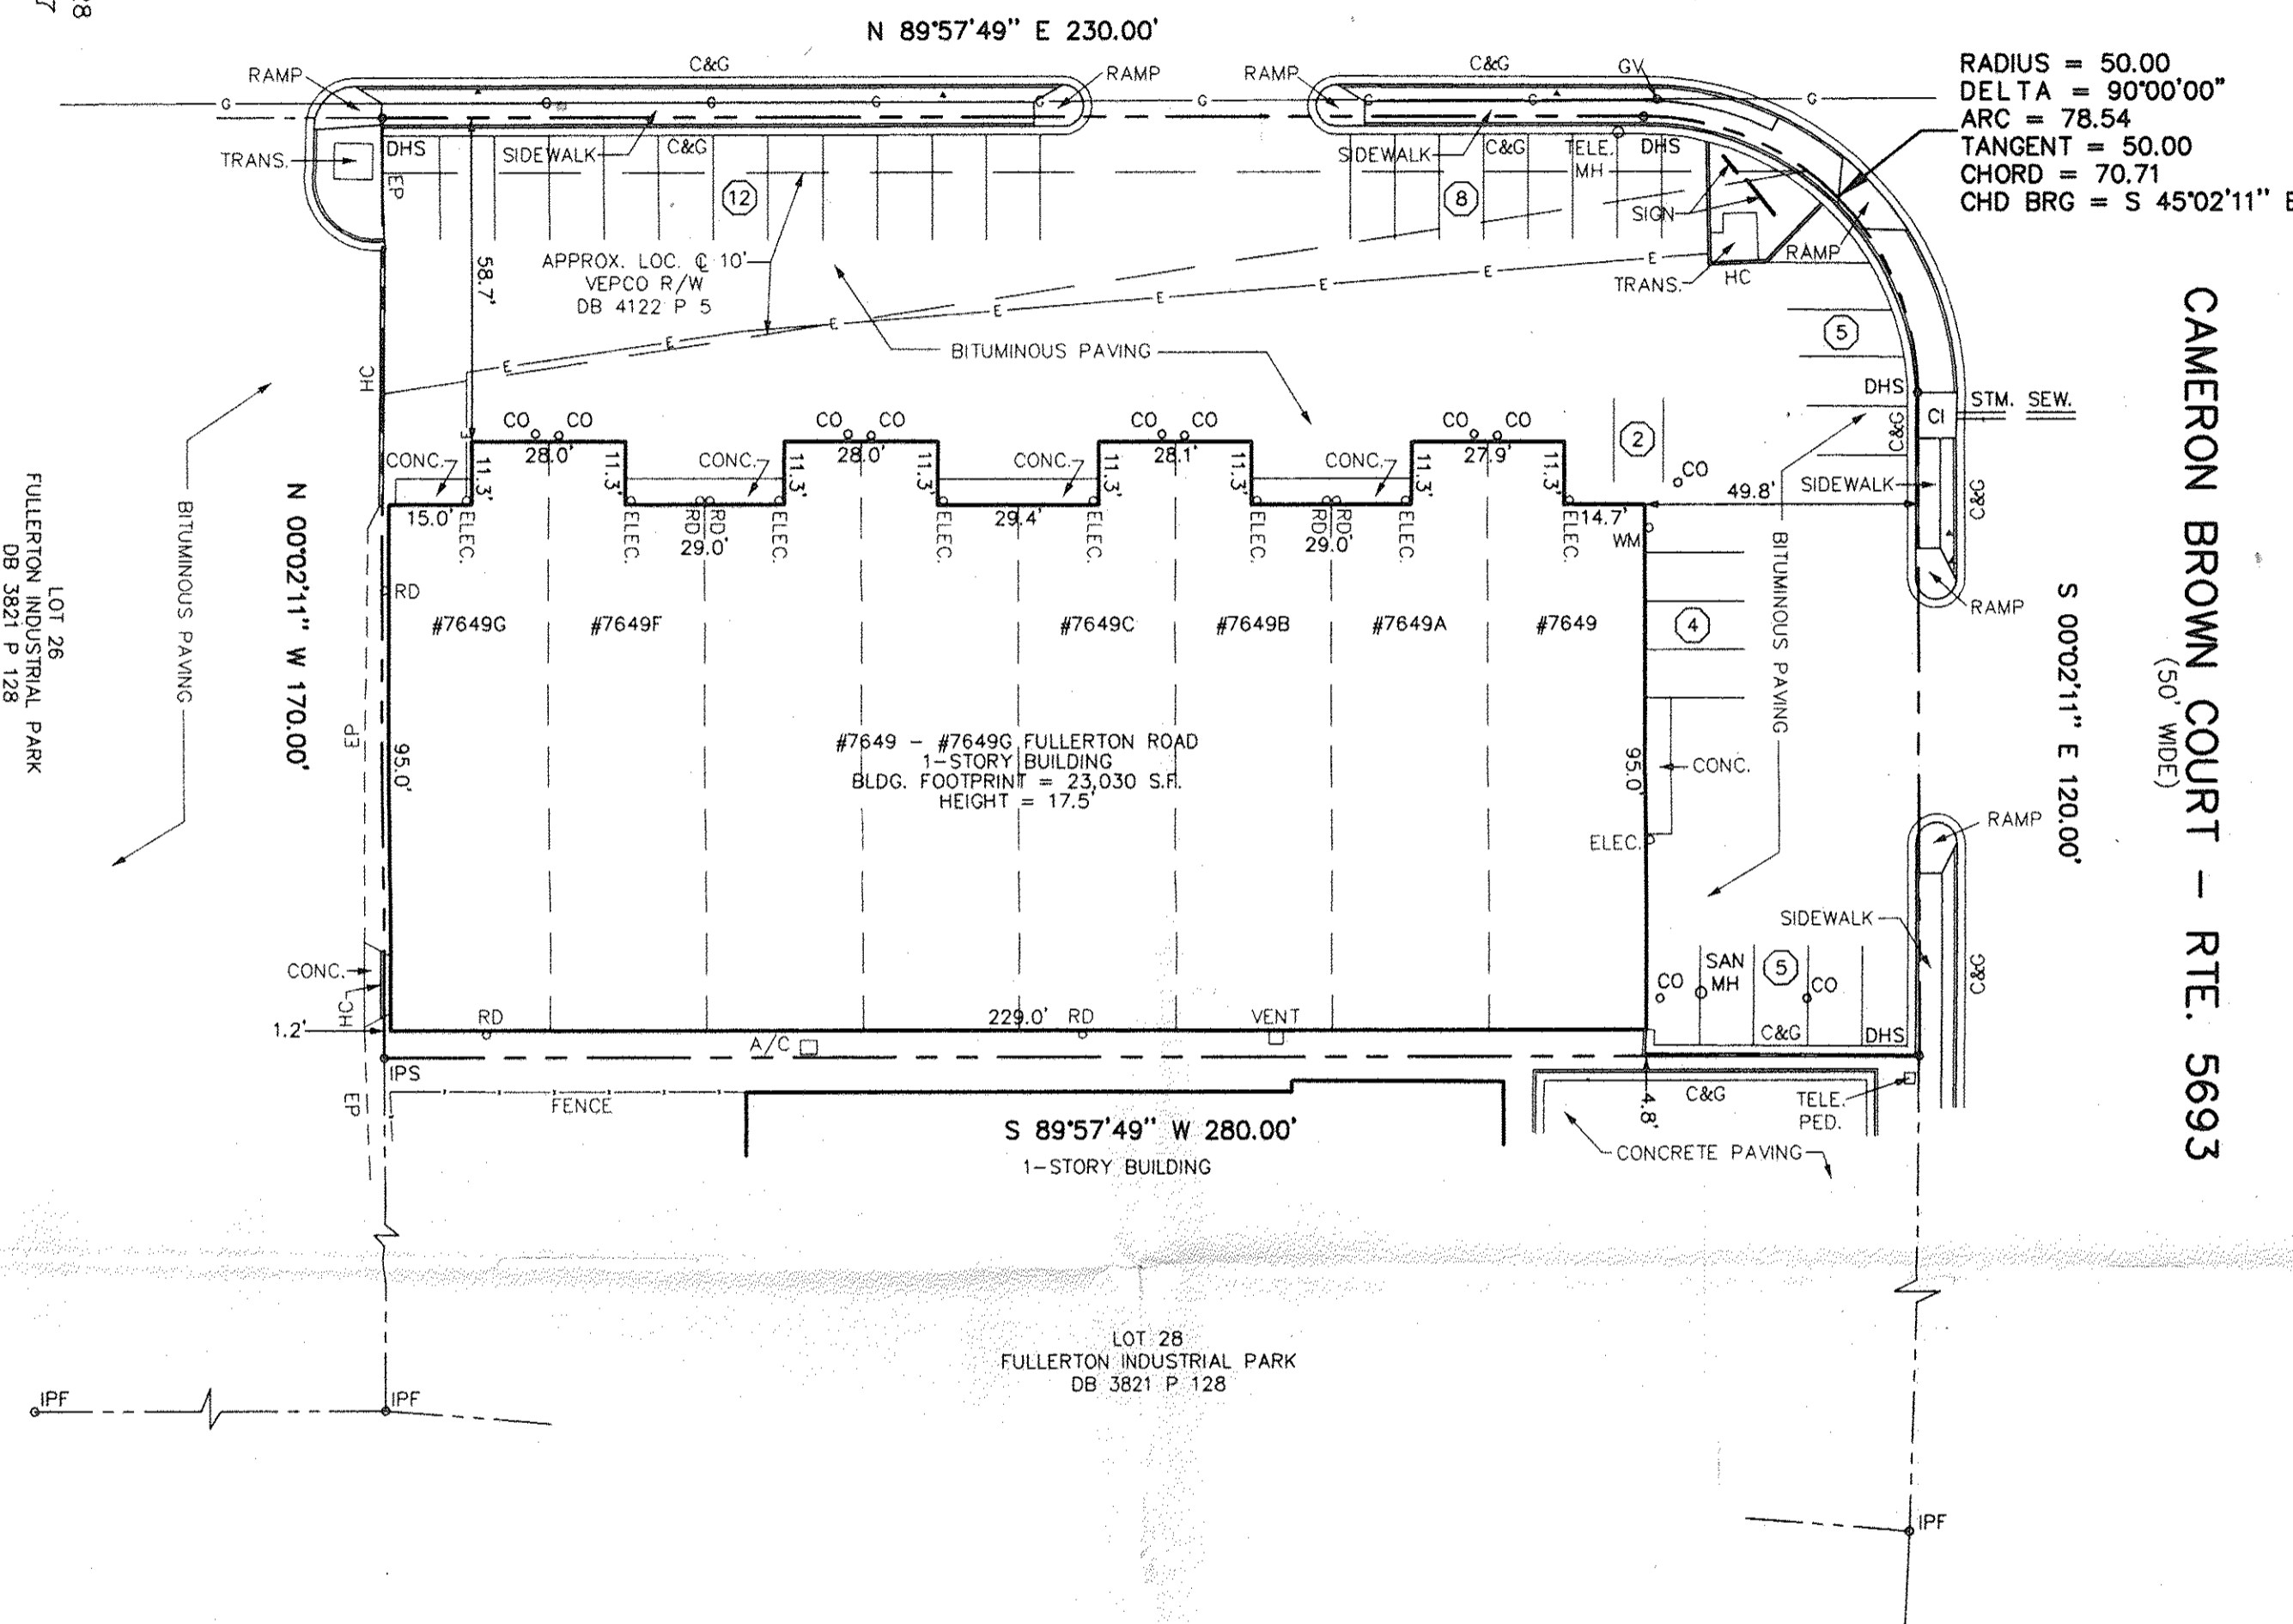 28
7
N 89°57'49" E 230.00'
RADIUS = 50.00
DELTA = 90°00'00"
ARC = 78.54
TANGENT = 50.00
CHORD = 70.71
CHD BRG = S 45°02'11" E
RAMP
C&G
RAMP
RAMP
C&G
GV
G
G
G
G
G
G
G
G
G
TRANS.
DHS
EP
SIDEWALK
C&G
12
SIDEWALK
C&G
TELE.
MH
DHS
8
SIGN
TRANS.
HC
RAMP
58.7'
APPROX. LOC. ℄ 10'
VEPCO R/W
DB 4122 P 5
E
E
E
E
E
E
E
E
BITUMINOUS PAVING
5
DHS
C&G
CI
STM. SEW.
HC
CO CO
CO CO
CO CO
CO CO
2
CO
28.0'
28.0'
28.1'
27.9'
CONC.
CONC.
CONC.
CONC.
11.3'
11.3'
11.3'
11.3'
11.3'
11.3'
11.3'
11.3'
49.8'
SIDEWALK
C&G
RAMP
15.0'
29.0'
29.4'
29.0'
14.7'
ELEC.
ELEC.
RD
RD
ELEC.
ELEC.
ELEC.
ELEC.
RD
RD
ELEC.
ELEC.
WM
RD
#7649G
#7649F
#7649C
#7649B
#7649A
#7649
4
BITUMINOUS PAVING
CONC.
#7649 - #7649G FULLERTON ROAD
1-STORY BUILDING
BLDG. FOOTPRINT = 23,030 S.F.
HEIGHT = 17.5'
95.0'
95.0'
ELEC.
EP
N 00°02'11" W 170.00'
BITUMINOUS PAVING
LOT 26
FULLERTON INDUSTRIAL PARK
DB 3821 P 128
S 00°02'11" E 120.00'
CAMERON BROWN COURT - RTE. 5693
(50' WIDE)
RAMP
SIDEWALK
C&G
CONC.
HC
1.2'
RD
229.0'
RD
VENT
A/C
CO
SAN
MH
5
CO
C&G
DHS
IPS
EP
FENCE
S 89°57'49" W 280.00'
1-STORY BUILDING
4.8'
C&G
TELE.
PED.
CONCRETE PAVING
LOT 28
FULLERTON INDUSTRIAL PARK
DB 3821 P 128
IPF
IPF
IPF